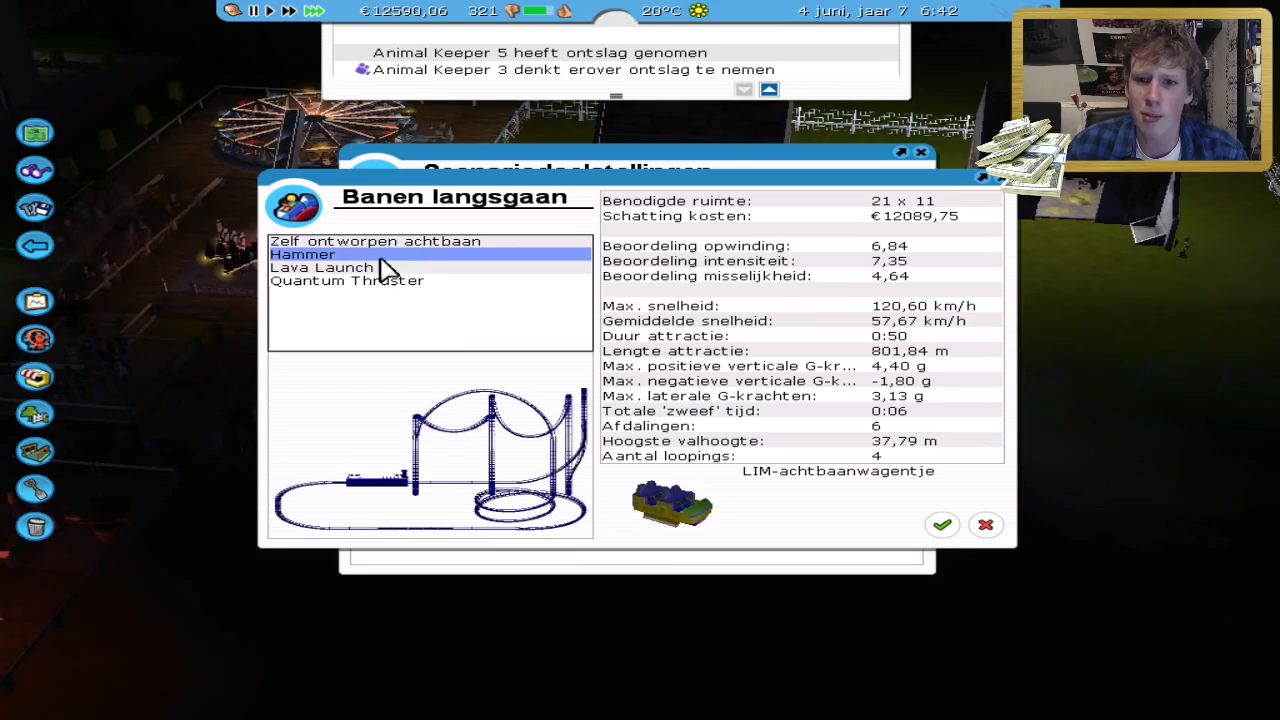 €12590,06 321 20°C 4 juni, jaar 7 6:42
Animal Keeper 5 heeft ontslag genomen
Animal Keeper 3 denkt erover ontslag te nemen
Banen langsgaan
Zelf ontworpen achtbaan
Hammer
Lava Launch
Quantum Thruster
Benodigde ruimte: 21 x 11
Schatting kosten: €12089,75
Beoordeling opwinding: 6,84
Beoordeling intensiteit: 7,35
Beoordeling misselijkheid: 4,64
Max. snelheid: 120,60 km/h
Gemiddelde snelheid: 57,67 km/h
Duur attractie: 0:50
Lengte attractie: 801,84 m
Max. positieve verticale G-kr... 4,40 g
Max. negatieve verticale G-k... -1,80 g
Max. laterale G-krachten: 3,13 g
Totale 'zweef' tijd: 0:06
Afdalingen: 6
Hoogste valhoogte: 37,79 m
Aantal loopings: 4
LIM-achtbaanwagentje